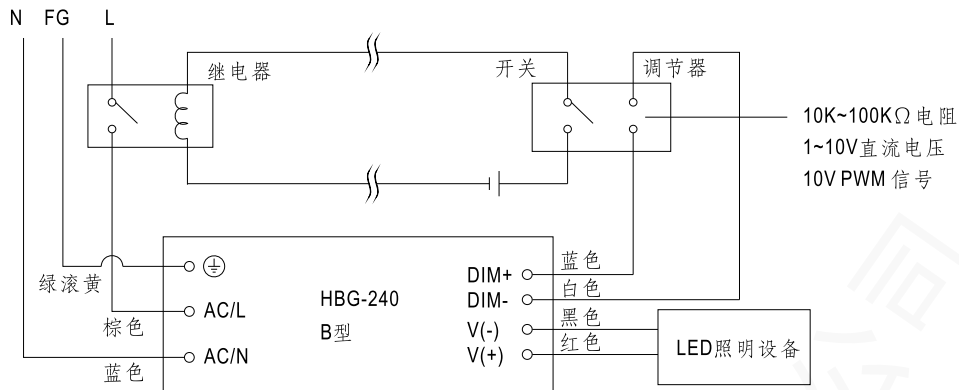 N FG L
继电器
开关
调节器
10K~100KΩ电阻
1~10V直流电压
10V PWM 信号
绿滚黄
棕色
AC/L
蓝色
AC/N
HBG-240
B型
DIM+
蓝色
DIM-
白色
V(-)
黑色
V(+)
红色
LED照明设备